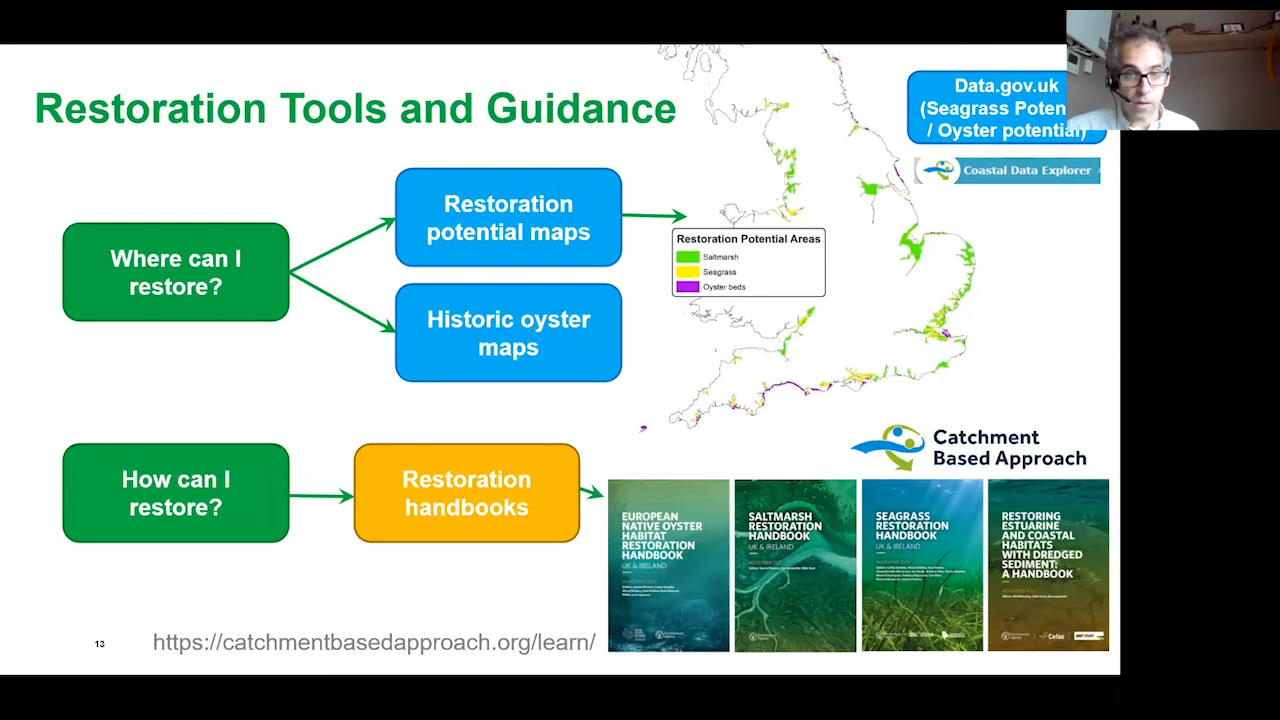 Restoration Tools and Guidance
Data.gov.uk
(Seagrass Poten
/ Oyster potential)
Coastal Data Explorer
Where can I
restore?
Restoration
potential maps
Historic oyster
maps
Restoration Potential Areas
Saltmarsh
Seagrass
Oyster beds
How can I
restore?
Restoration
handbooks
Catchment
Based Approach
EUROPEAN
NATIVE OYSTER
HABITAT
RESTORATION
HANDBOOK
UK & IRELAND
SALTMARSH
RESTORATION
HANDBOOK
UK & IRELAND
SEAGRASS
RESTORATION
HANDBOOK
UK & IRELAND
RESTORING
ESTUARINE
AND COASTAL
HABITATS
WITH DREDGED
SEDIMENT:
A HANDBOOK
Cefas
13
https://catchmentbasedapproach.org/learn/